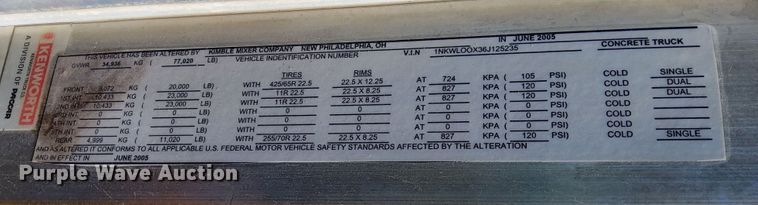 KENWORTH
A DIVISION OF PACCAR
THIS VEHICLE HAS BEEN ALTERED BY KIMBLE MIXER COMPANY NEW PHILADELPHIA, OH IN JUNE 2005
GVWR 34,936 KG ( 77,020 LB) VEHICLE INDENTIFICATION NUMBER V.I.N 1NKWLOOX36J125235 CONCRETE TRUCK
TIRES RIMS
FRONT 9,072 KG ( 20,000 LB) WITH 425/65R 22.5 22.5 X 12.25 AT 724 KPA ( 105 PSI) COLD SINGLE
1ST INT 10,433 KG ( 23,000 LB) WITH 11R 22.5 22.5 X 8.25 AT 827 KPA ( 120 PSI) COLD DUAL
2ND INT 10,433 KG ( 23,000 LB) WITH 11R 22.5 22.5 X 8.25 AT 827 KPA ( 120 PSI) COLD DUAL
3RD INT 0 KG ( 0 LB) WITH 0 0 AT 0 KPA ( 0 PSI) COLD
4TH INT 0 KG ( 0 LB) WITH 0 0 AT 0 KPA ( 0 PSI) COLD
5TH INT 0 KG ( 0 LB) WITH 0 0 AT 0 KPA ( 0 PSI) COLD
REAR 4,999 KG ( 11,020 LB) WITH 255/70R 22.5 22.5 X 8.25 AT 827 KPA ( 120 PSI) COLD SINGLE
AND AS ALTERED IT CONFORMS TO ALL APPLICABLE U.S. FEDERAL MOTOR VEHICLE SAFETY STANDARDS AFFECTED BY THE ALTERATION
AND IN EFFECT IN JUNE 2005
Purple Wave Auction